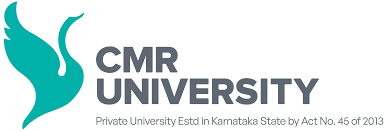 CMR
UNIVERSITY
Private University Estd in Karnataka State by Act No. 45 of 2013